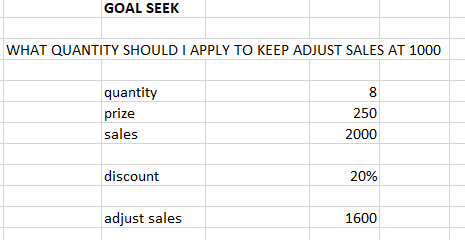 GOAL SEEK
WHAT QUANTITY SHOULD I APPLY TO KEEP ADJUST SALES AT 1000
quantity 8
prize 250
sales 2000
discount 20%
adjust sales 1600